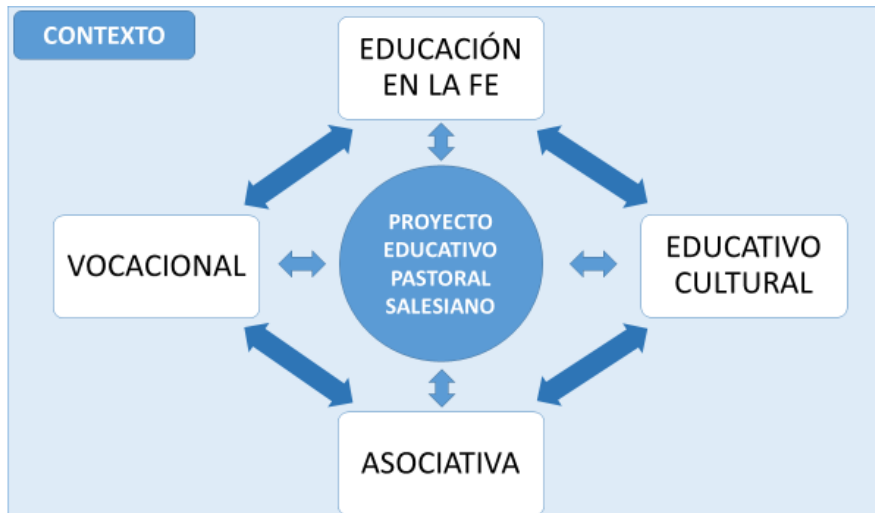 CONTEXTO
EDUCACIÓN
EN LA FE
VOCACIONAL
PROYECTO
EDUCATIVO
PASTORAL
SALESIANO
EDUCATIVO
CULTURAL
ASOCIATIVA